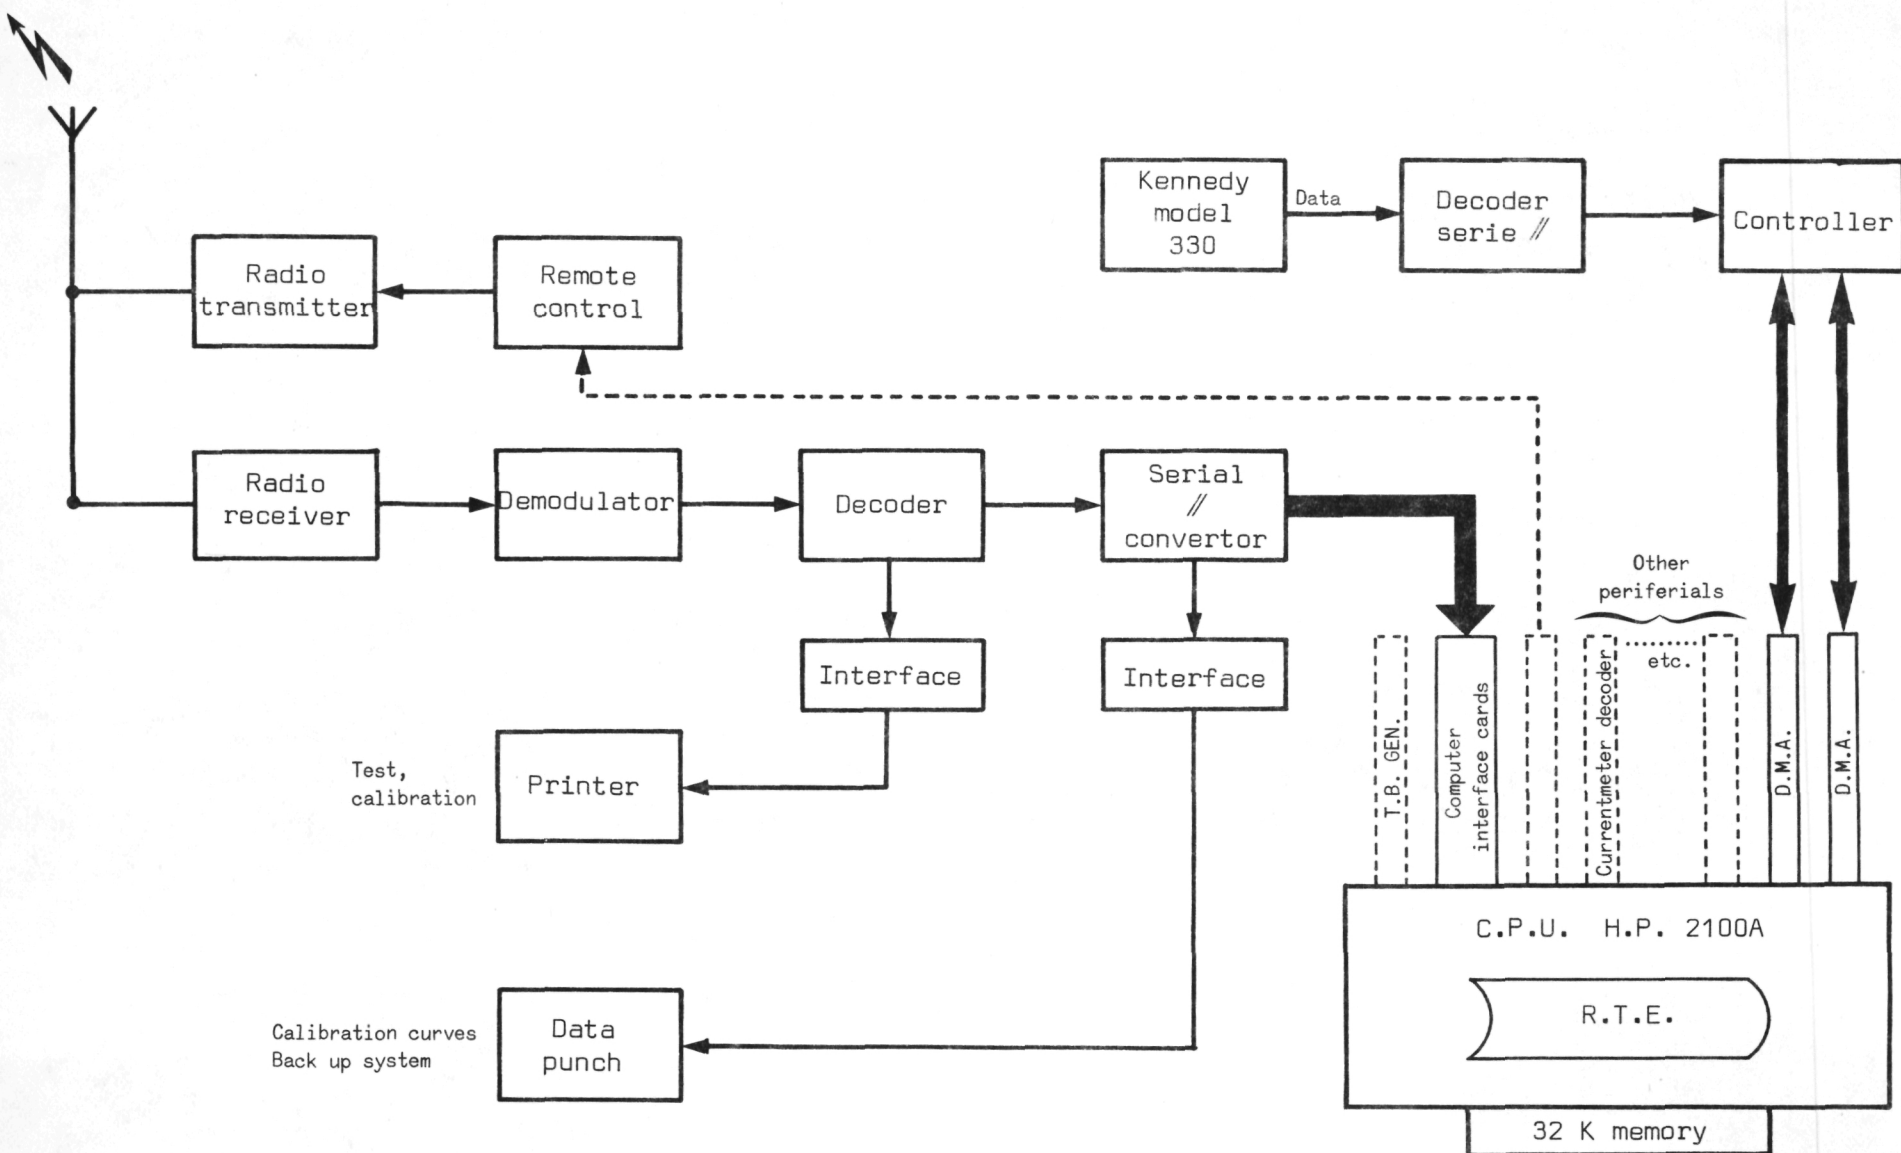 Kennedy
model
330
Data
Decoder
serie //
Controller
Radio
transmitter
Remote
control
Radio
receiver
Demodulator
Decoder
Serial
//
convertor
Other
periferials
etc.
Interface
Interface
T.B. GEN.
Computer
interface cards
Currentmeter decoder
D.M.A.
D.M.A.
Test,
calibration
Printer
C.P.U. H.P. 2100A
R.T.E.
Calibration curves
Back up system
Data
punch
32 K memory